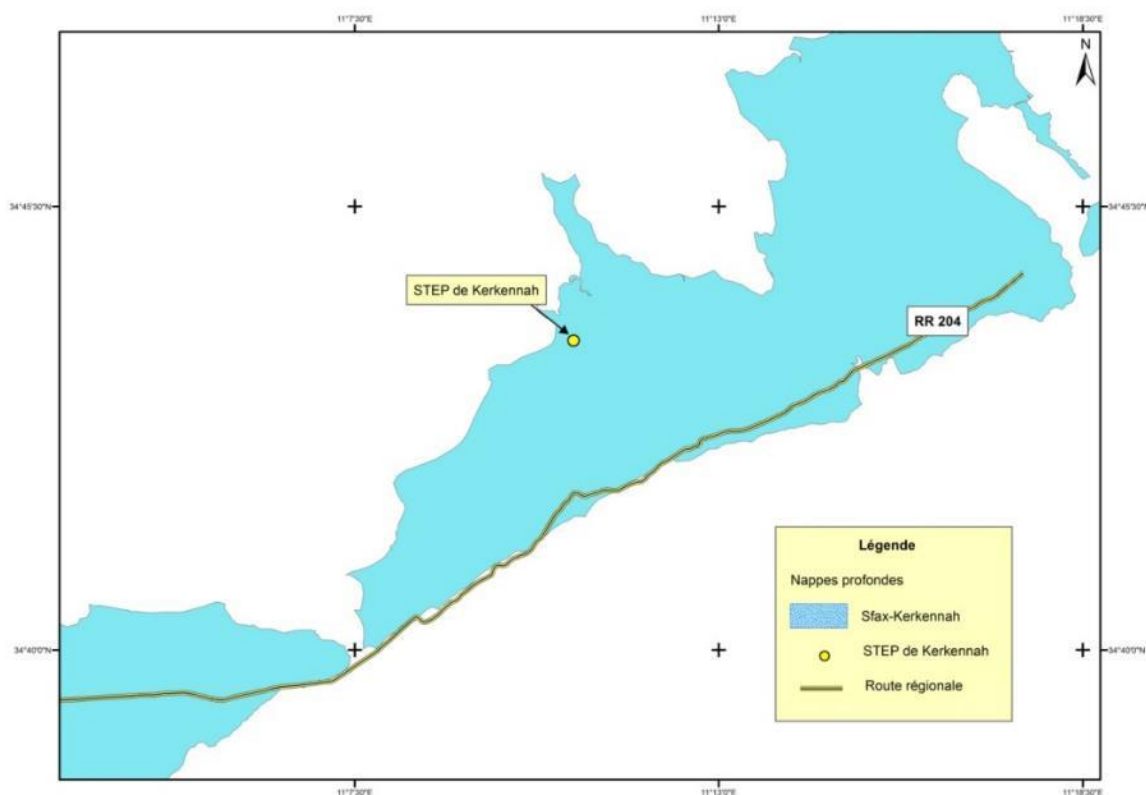 11°7'30"E
11°13'0"E
11°18'30"E
N
34°45'30"N
34°45'30"N
STEP de Kerkennah
RR 204
Légende
Nappes profondes
Sfax-Kerkennah
STEP de Kerkennah
Route régionale
34°40'0"N
34°40'0"N
11°7'30"E
11°13'0"E
11°18'30"E